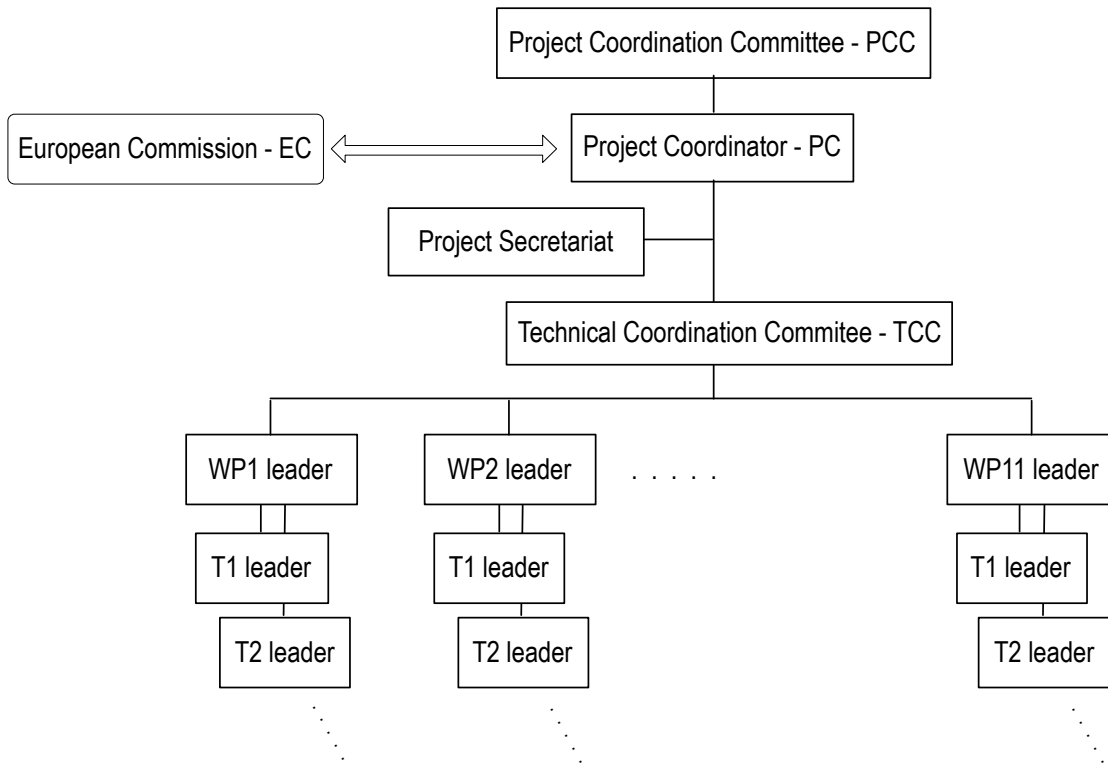 Project Coordination Committee - PCC
European Commission - EC
Project Coordinator - PC
Project Secretariat
Technical Coordination Commitee - TCC
WP1 leader
WP2 leader
. . . . .
WP11 leader
T1 leader
T1 leader
T1 leader
T2 leader
T2 leader
T2 leader